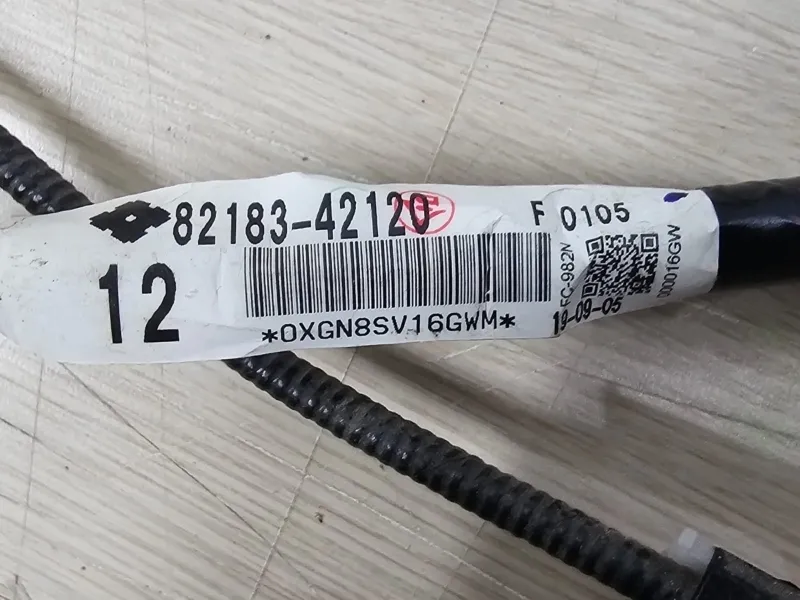 82183-42120
F 0105
12
*0XGN8SV16GWM*
FC-982N
19-09-05
000016GW